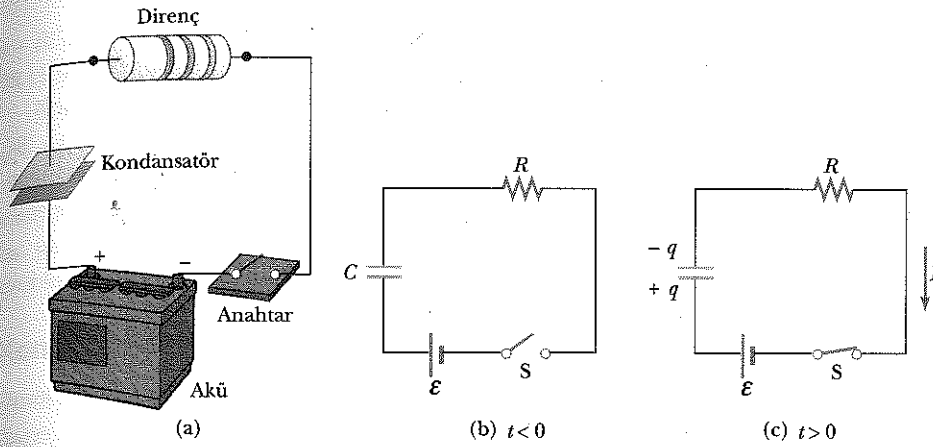 Direnç
Kondansatör
+ −
Anahtar
Akü
(a)
R
C
ε
S
(b) t < 0
R
− q
+ q
ε
S
(c) t > 0